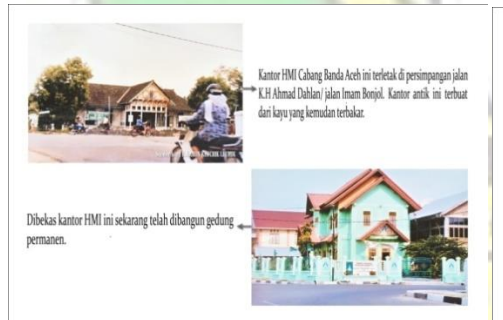 Kantor HMI Cabang Banda Aceh ini terletak di persimpangan jalan
K.H Ahmad Dahlan/ jalan Imam Bonjol. Kantor antik ini terbuat
dari kayu yang kemudan terbakar.
Dibekas kantor HMI ini sekarang telah dibangun gedung
permanen.